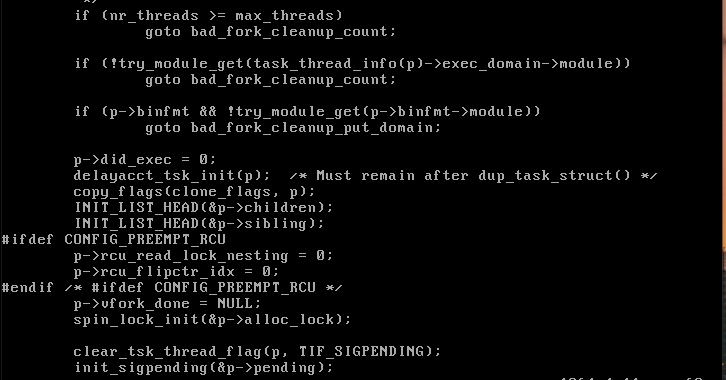 */
if (nr_threads >= max_threads)
goto bad_fork_cleanup_count;
if (!try_module_get(task_thread_info(p)->exec_domain->module))
goto bad_fork_cleanup_count;
if (p->binfmt && !try_module_get(p->binfmt->module))
goto bad_fork_cleanup_put_domain;
p->did_exec = 0;
delayacct_tsk_init(p);  /* Must remain after dup_task_struct() */
copy_flags(clone_flags, p);
INIT_LIST_HEAD(&p->children);
INIT_LIST_HEAD(&p->sibling);
#ifdef CONFIG_PREEMPT_RCU
p->rcu_read_lock_nesting = 0;
p->rcu_flipctr_idx = 0;
#endif /* #ifdef CONFIG_PREEMPT_RCU */
p->vfork_done = NULL;
spin_lock_init(&p->alloc_lock);
clear_tsk_thread_flag(p, TIF_SIGPENDING);
init_sigpending(&p->pending);